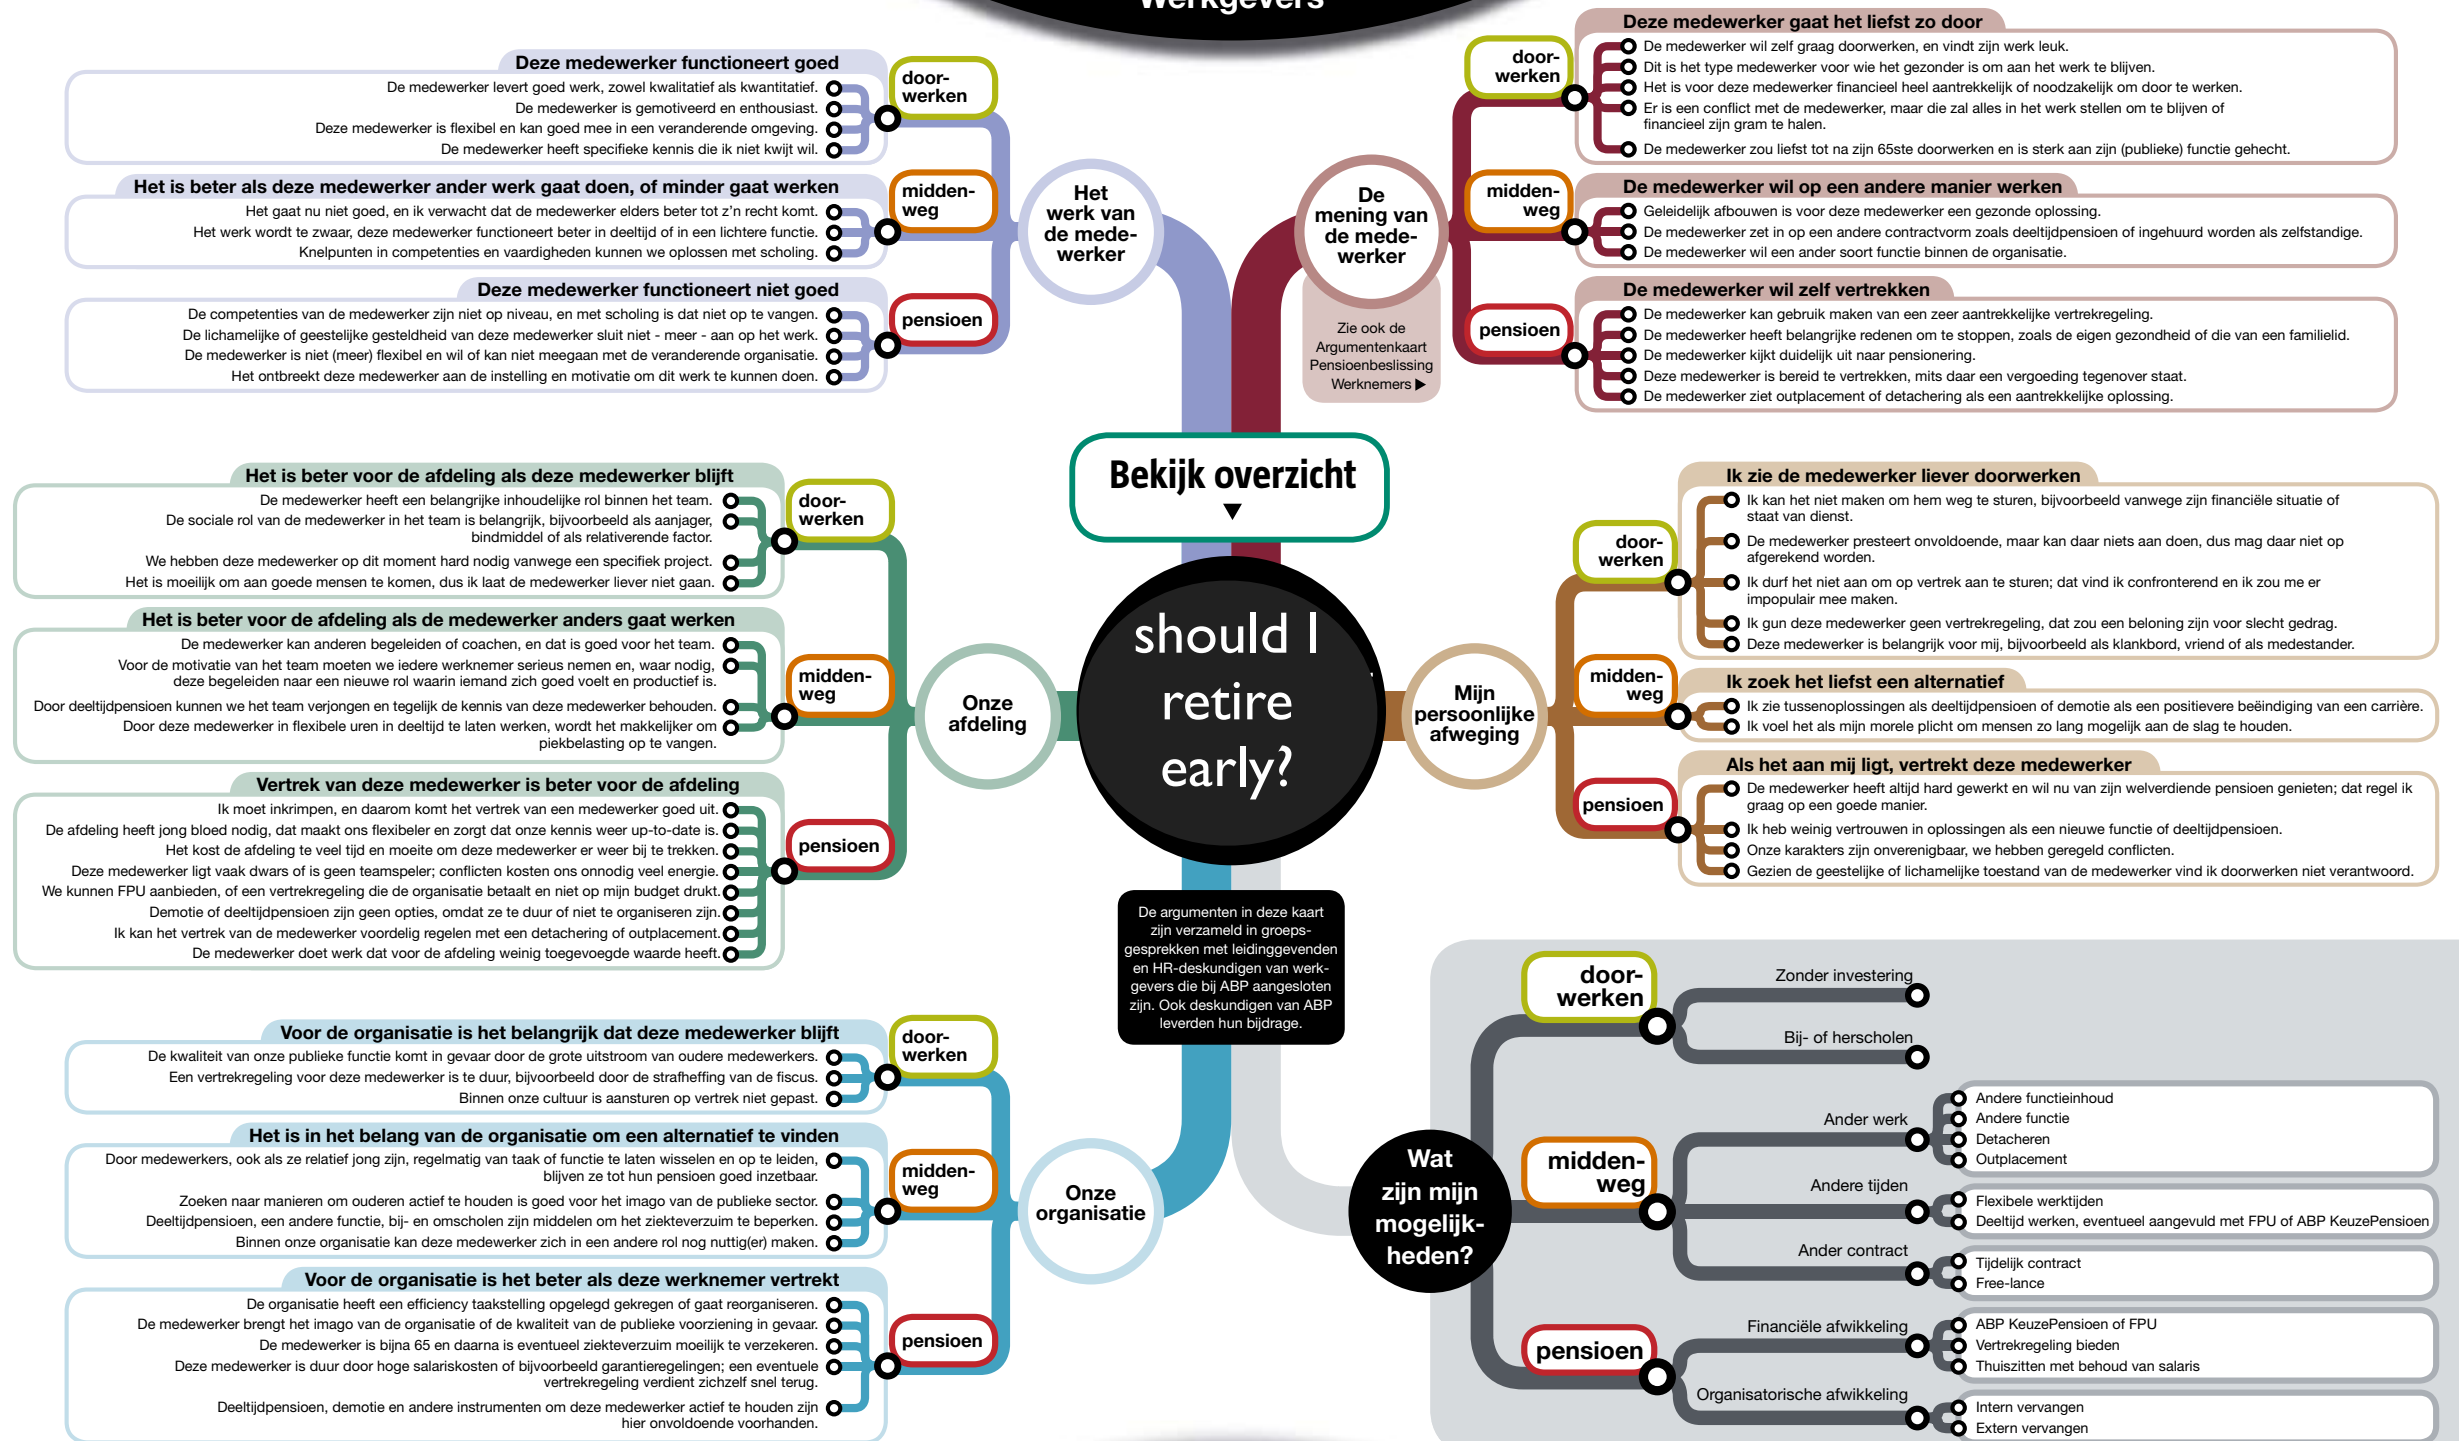 Werkgevers
Deze medewerker functioneert goed
De medewerker levert goed werk, zowel kwalitatief als kwantitatief.
De medewerker is gemotiveerd en enthousiast.
Deze medewerker is flexibel en kan goed mee in een veranderende omgeving.
De medewerker heeft specifieke kennis die ik niet kwijt wil.
door-
werken
Het is beter als deze medewerker ander werk gaat doen, of minder gaat werken
Het gaat nu niet goed, en ik verwacht dat de medewerker elders beter tot z'n recht komt.
Het werk wordt te zwaar, deze medewerker functioneert beter in deeltijd of in een lichtere functie.
Knelpunten in competenties en vaardigheden kunnen we oplossen met scholing.
midden-
weg
Deze medewerker functioneert niet goed
De competenties van de medewerker zijn niet op niveau, en met scholing is dat niet op te vangen.
De lichamelijke of geestelijke gesteldheid van deze medewerker sluit niet - meer - aan op het werk.
De medewerker is niet (meer) flexibel en wil of kan niet meegaan met de veranderende organisatie.
Het ontbreekt deze medewerker aan de instelling en motivatie om dit werk te kunnen doen.
pensioen
Het
werk van
de mede-
werker
De
mening van
de mede-
werker
Zie ook de
Argumentenkaart
Pensioenbeslissing
Werknemers ▶
door-
werken
Deze medewerker gaat het liefst zo door
De medewerker wil zelf graag doorwerken, en vindt zijn werk leuk.
Dit is het type medewerker voor wie het gezonder is om aan het werk te blijven.
Het is voor deze medewerker financieel heel aantrekkelijk of noodzakelijk om door te werken.
Er is een conflict met de medewerker, maar die zal alles in het werk stellen om te blijven of
financieel zijn gram te halen.
De medewerker zou liefst tot na zijn 65ste doorwerken en is sterk aan zijn (publieke) functie gehecht.
midden-
weg
De medewerker wil op een andere manier werken
Geleidelijk afbouwen is voor deze medewerker een gezonde oplossing.
De medewerker zet in op een andere contractvorm zoals deeltijdpensioen of ingehuurd worden als zelfstandige.
De medewerker wil een ander soort functie binnen de organisatie.
pensioen
De medewerker wil zelf vertrekken
De medewerker kan gebruik maken van een zeer aantrekkelijke vertrekregeling.
De medewerker heeft belangrijke redenen om te stoppen, zoals de eigen gezondheid of die van een familielid.
De medewerker kijkt duidelijk uit naar pensionering.
Deze medewerker is bereid te vertrekken, mits daar een vergoeding tegenover staat.
De medewerker ziet outplacement of detachering als een aantrekkelijke oplossing.
Bekijk overzicht
▼
should I
retire
early?
Het is beter voor de afdeling als deze medewerker blijft
De medewerker heeft een belangrijke inhoudelijke rol binnen het team.
De sociale rol van de medewerker in het team is belangrijk, bijvoorbeeld als aanjager,
bindmiddel of als relativerende factor.
We hebben deze medewerker op dit moment hard nodig vanwege een specifiek project.
Het is moeilijk om aan goede mensen te komen, dus ik laat de medewerker liever niet gaan.
door-
werken
Het is beter voor de afdeling als de medewerker anders gaat werken
De medewerker kan anderen begeleiden of coachen, en dat is goed voor het team.
Voor de motivatie van het team moeten we iedere werknemer serieus nemen en, waar nodig,
deze begeleiden naar een nieuwe rol waarin iemand zich goed voelt en productief is.
Door deeltijdpensioen kunnen we het team verjongen en tegelijk de kennis van deze medewerker behouden.
Door deze medewerker in flexibele uren in deeltijd te laten werken, wordt het makkelijker om
piekbelasting op te vangen.
midden-
weg
Vertrek van deze medewerker is beter voor de afdeling
Ik moet inkrimpen, en daarom komt het vertrek van een medewerker goed uit.
De afdeling heeft jong bloed nodig, dat maakt ons flexibeler en zorgt dat onze kennis weer up-to-date is.
Het kost de afdeling te veel tijd en moeite om deze medewerker er weer bij te trekken.
Deze medewerker ligt vaak dwars of is geen teamspeler; conflicten kosten ons onnodig veel energie.
We kunnen FPU aanbieden, of een vertrekregeling die de organisatie betaalt en niet op mijn budget drukt.
Demotie of deeltijdpensioen zijn geen opties, omdat ze te duur of niet te organiseren zijn.
Ik kan het vertrek van de medewerker voordelig regelen met een detachering of outplacement.
De medewerker doet werk dat voor de afdeling weinig toegevoegde waarde heeft.
pensioen
Onze
afdeling
Mijn
persoonlijke
afweging
door-
werken
Ik zie de medewerker liever doorwerken
Ik kan het niet maken om hem weg te sturen, bijvoorbeeld vanwege zijn financiële situatie of
staat van dienst.
De medewerker presteert onvoldoende, maar kan daar niets aan doen, dus mag daar niet op
afgerekend worden.
Ik durf het niet aan om op vertrek aan te sturen; dat vind ik confronterend en ik zou me er
impopulair mee maken.
Ik gun deze medewerker geen vertrekregeling, dat zou een beloning zijn voor slecht gedrag.
Deze medewerker is belangrijk voor mij, bijvoorbeeld als klankbord, vriend of als medestander.
midden-
weg
Ik zoek het liefst een alternatief
Ik zie tussenoplossingen als deeltijdpensioen of demotie als een positievere beëindiging van een carrière.
Ik voel het als mijn morele plicht om mensen zo lang mogelijk aan de slag te houden.
pensioen
Als het aan mij ligt, vertrekt deze medewerker
De medewerker heeft altijd hard gewerkt en wil nu van zijn welverdiende pensioen genieten; dat regel ik
graag op een goede manier.
Ik heb weinig vertrouwen in oplossingen als een nieuwe functie of deeltijdpensioen.
Onze karakters zijn onverenigbaar, we hebben geregeld conflicten.
Gezien de geestelijke of lichamelijke toestand van de medewerker vind ik doorwerken niet verantwoord.
De argumenten in deze kaart
zijn verzameld in groeps-
gesprekken met leidinggevenden
en HR-deskundigen van werk-
gevers die bij ABP aangesloten
zijn. Ook deskundigen van ABP
leverden hun bijdrage.
Voor de organisatie is het belangrijk dat deze medewerker blijft
De kwaliteit van onze publieke functie komt in gevaar door de grote uitstroom van oudere medewerkers.
Een vertrekregeling voor deze medewerker is te duur, bijvoorbeeld door de strafheffing van de fiscus.
Binnen onze cultuur is aansturen op vertrek niet gepast.
door-
werken
Het is in het belang van de organisatie om een alternatief te vinden
Door medewerkers, ook als ze relatief jong zijn, regelmatig van taak of functie te laten wisselen en op te leiden,
blijven ze tot hun pensioen goed inzetbaar.
Zoeken naar manieren om ouderen actief te houden is goed voor het imago van de publieke sector.
Deeltijdpensioen, een andere functie, bij- en omscholen zijn middelen om het ziekteverzuim te beperken.
Binnen onze organisatie kan deze medewerker zich in een andere rol nog nuttig(er) maken.
midden-
weg
Voor de organisatie is het beter als deze werknemer vertrekt
De organisatie heeft een efficiency taakstelling opgelegd gekregen of gaat reorganiseren.
De medewerker brengt het imago van de organisatie of de kwaliteit van de publieke voorziening in gevaar.
De medewerker is bijna 65 en daarna is eventueel ziekteverzuim moeilijk te verzekeren.
Deze medewerker is duur door hoge salariskosten of bijvoorbeeld garantieregelingen; een eventuele
vertrekregeling verdient zichzelf snel terug.
Deeltijdpensioen, demotie en andere instrumenten om deze medewerker actief te houden zijn
hier onvoldoende voorhanden.
pensioen
Onze
organisatie
Wat
zijn mijn
mogelijk-
heden?
door-
werken
Zonder investering
Bij- of herscholen
midden-
weg
Ander werk
Andere functieinhoud
Andere functie
Detacheren
Outplacement
Andere tijden
Flexibele werktijden
Deeltijd werken, eventueel aangevuld met FPU of ABP KeuzePensioen
Ander contract
Tijdelijk contract
Free-lance
pensioen
Financiële afwikkeling
ABP KeuzePensioen of FPU
Vertrekregeling bieden
Thuiszitten met behoud van salaris
Organisatorische afwikkeling
Intern vervangen
Extern vervangen